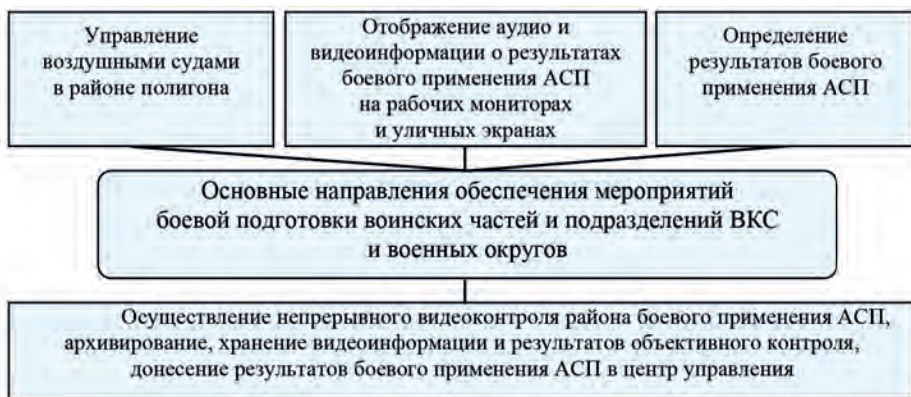 Управление
воздушными судами
в районе полигона
Отображение аудио и
видеоинформации о результатах
боевого применения АСП
на рабочих мониторах
и уличных экранах
Определение
результатов боевого
применения АСП
Основные направления обеспечения мероприятий
боевой подготовки воинских частей и подразделений ВКС
и военных округов
Осуществление непрерывного видеоконтроля района боевого применения АСП,
архивирование, хранение видеоинформации и результатов объективного контроля,
донесение результатов боевого применения АСП в центр управления